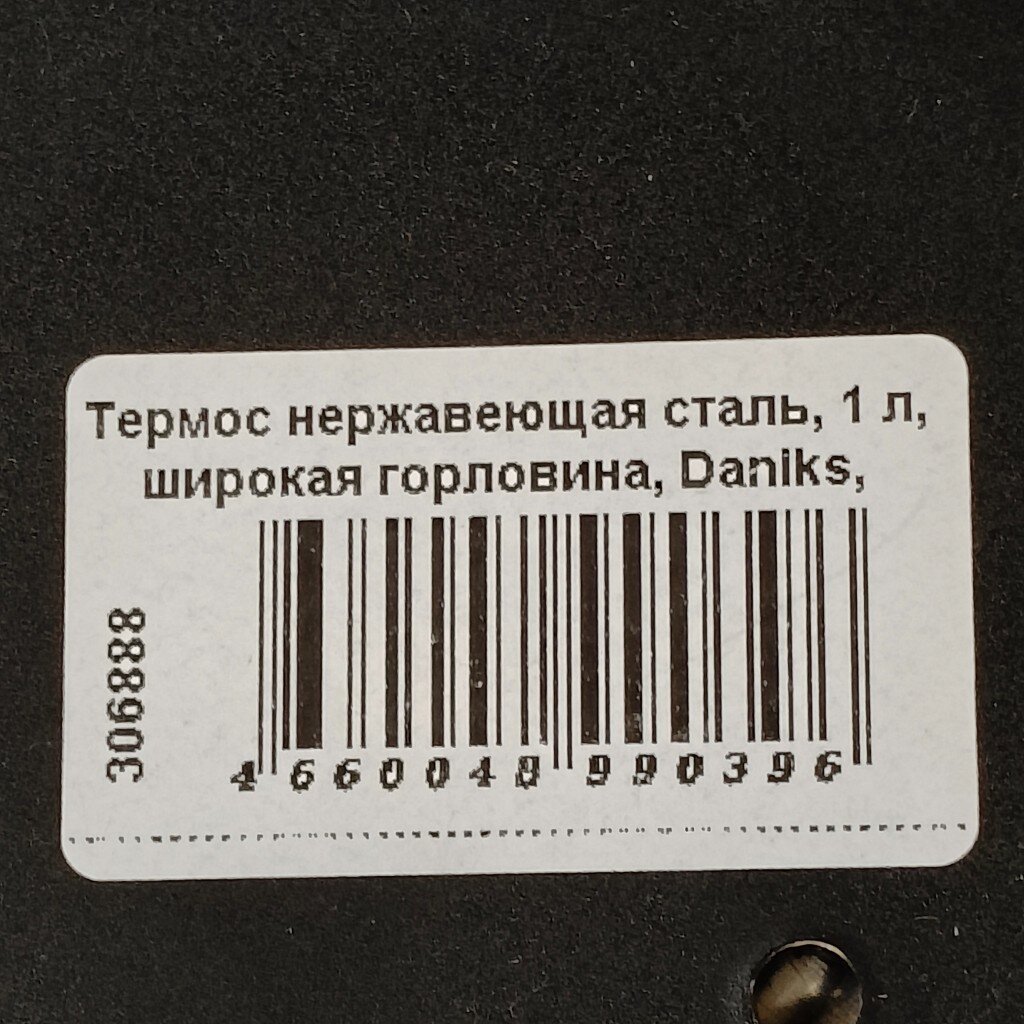 Термос нержавеющая сталь, 1 л,
широкая горловина, Daniks,
306888
4 660048 990396